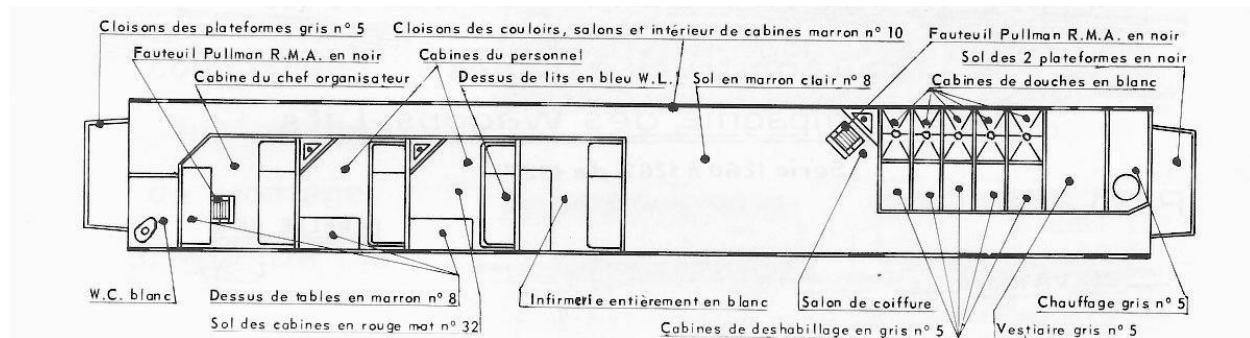 Cloisons des plateformes gris n° 5
Cloisons des couloirs, salons et intérieur de cabines marron n° 10
Fauteuil Pullman R.M.A. en noir
Fauteuil Pullman R.M.A. en noir
Cabines du personnel
Sol des 2 plateformes en noir
Cabine du chef organisateur
Dessus de lits en bleu W.L.
Sol en marron clair n° 8
Cabines de douches en blanc
W.C. blanc
Dessus de tables en marron n° 8
Infirmerie entièrement en blanc
Salon de coiffure
Chauffage gris n° 5
Sol des cabines en rouge mat n° 32
Cabines de deshabillage en gris n° 5
Vestiaire gris n° 5